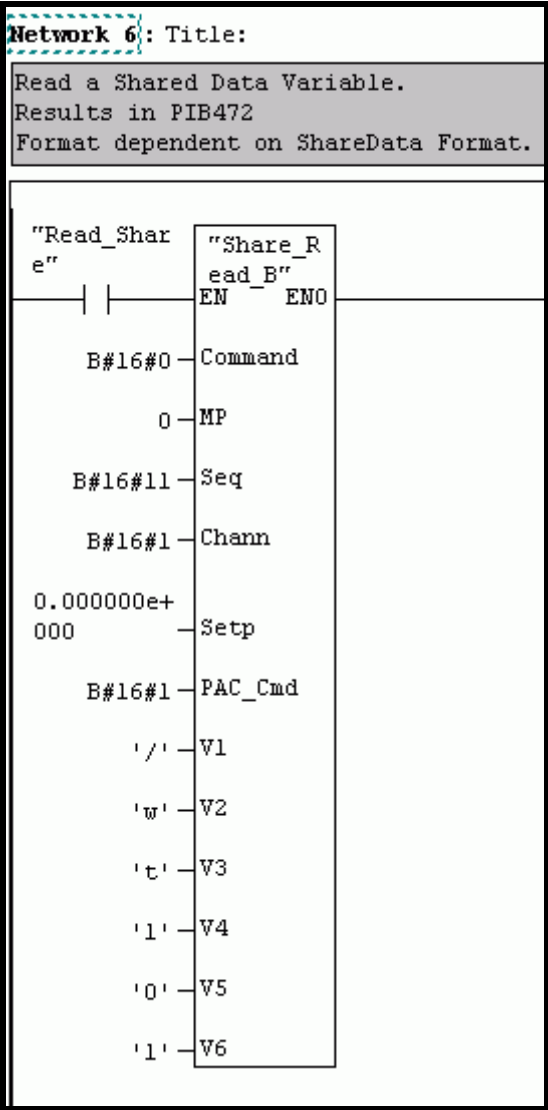 Network 6: Title:
Read a Shared Data Variable.
Results in PIB472
Format dependent on ShareData Format.
"Read_Shar
e"
"Share_R
ead_B"
EN ENO
B#16#0 Command
0 MP
B#16#11 Seq
B#16#1 Chann
0.000000e+
000 Setp
B#16#1 PAC_Cmd
'/' V1
'w' V2
't' V3
'1' V4
'0' V5
'1' V6